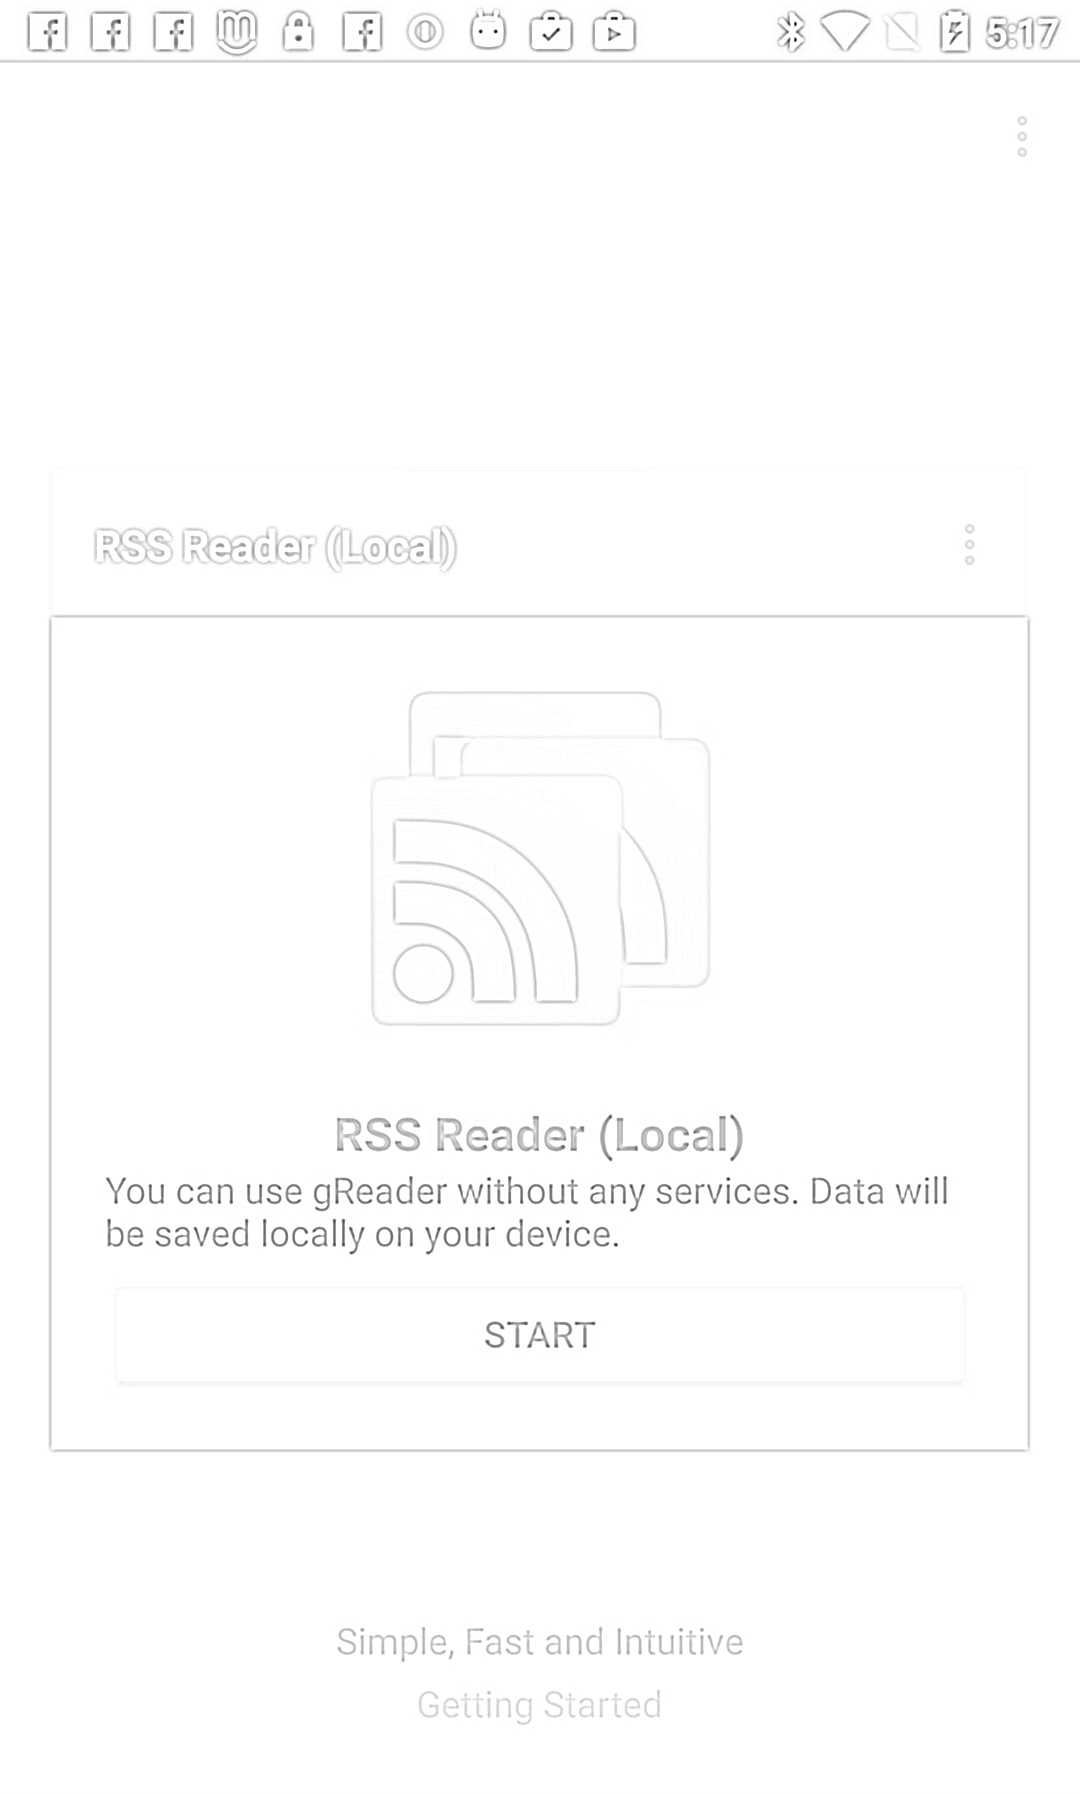 5:17
RSS Reader (Local)
RSS Reader (Local)
You can use gReader without any services. Data will
be saved locally on your device.
START
Simple, Fast and Intuitive
Getting Started